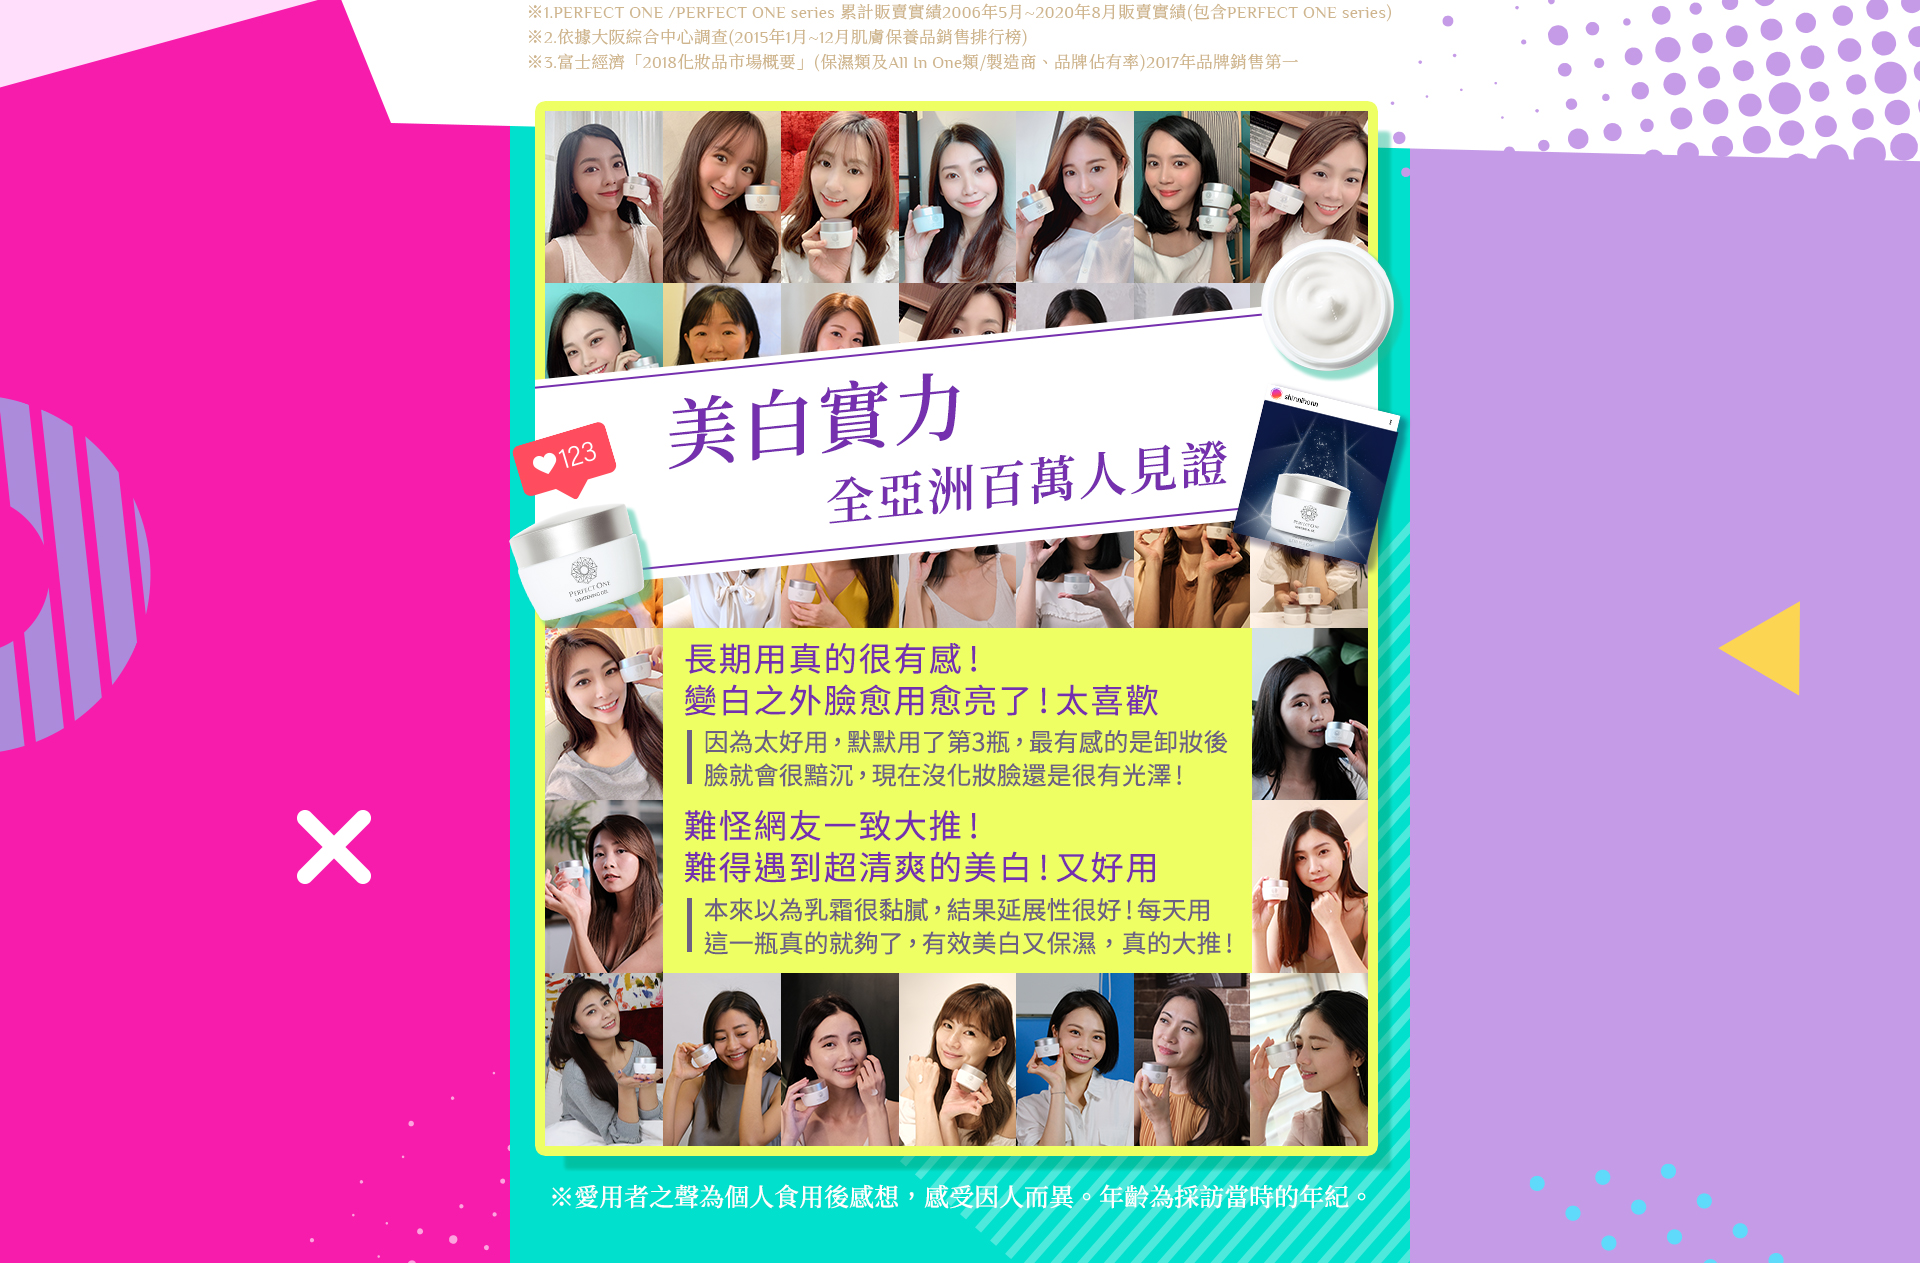 ※1.PERFECT ONE /PERFECT ONE series 累計販賣實績2006年5月~2020年8月販賣實績(包含PERFECT ONE series)
※2.依據大阪綜合中心調查(2015年1月~12月肌膚保養品銷售排行榜)
※3.富士經濟「2018化妝品市場概要」(保濕類及All In One類/製造商、品牌佔有率)2017年品牌銷售第一
美白實力
全亞洲百萬人見證
123
PERFECT ONE
WHITENING GEL
PERFECT ONE
長期用真的很有感!
變白之外臉愈用愈亮了!太喜歡
因為太好用,默默用了第3瓶,最有感的是卸妝後
臉就會很黯沉,現在沒化妝臉還是很有光澤!
難怪網友一致大推!
難得遇到超清爽的美白!又好用
本來以為乳霜很黏膩,結果延展性很好!每天用
這一瓶真的就夠了,有效美白又保濕,真的大推!
※愛用者之聲為個人食用後感想,感受因人而異。年齡為採訪當時的年紀。